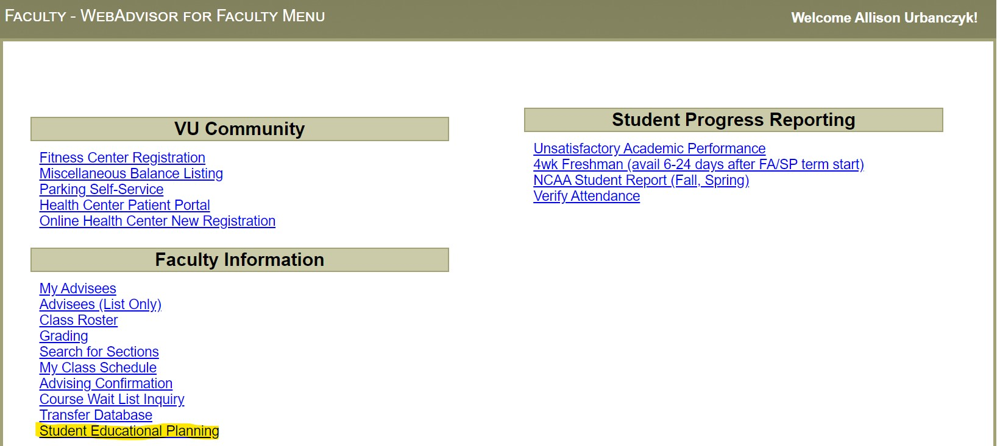 FACULTY - WEBADVISOR FOR FACULTY MENU
Welcome Allison Urbanczyk!
VU Community
Fitness Center Registration
Miscellaneous Balance Listing
Parking Self-Service
Health Center Patient Portal
Online Health Center New Registration
Faculty Information
My Advisees
Advisees (List Only)
Class Roster
Grading
Search for Sections
My Class Schedule
Advising Confirmation
Course Wait List Inquiry
Transfer Database
Student Educational Planning
Student Progress Reporting
Unsatisfactory Academic Performance
4wk Freshman (avail 6-24 days after FA/SP term start)
NCAA Student Report (Fall, Spring)
Verify Attendance